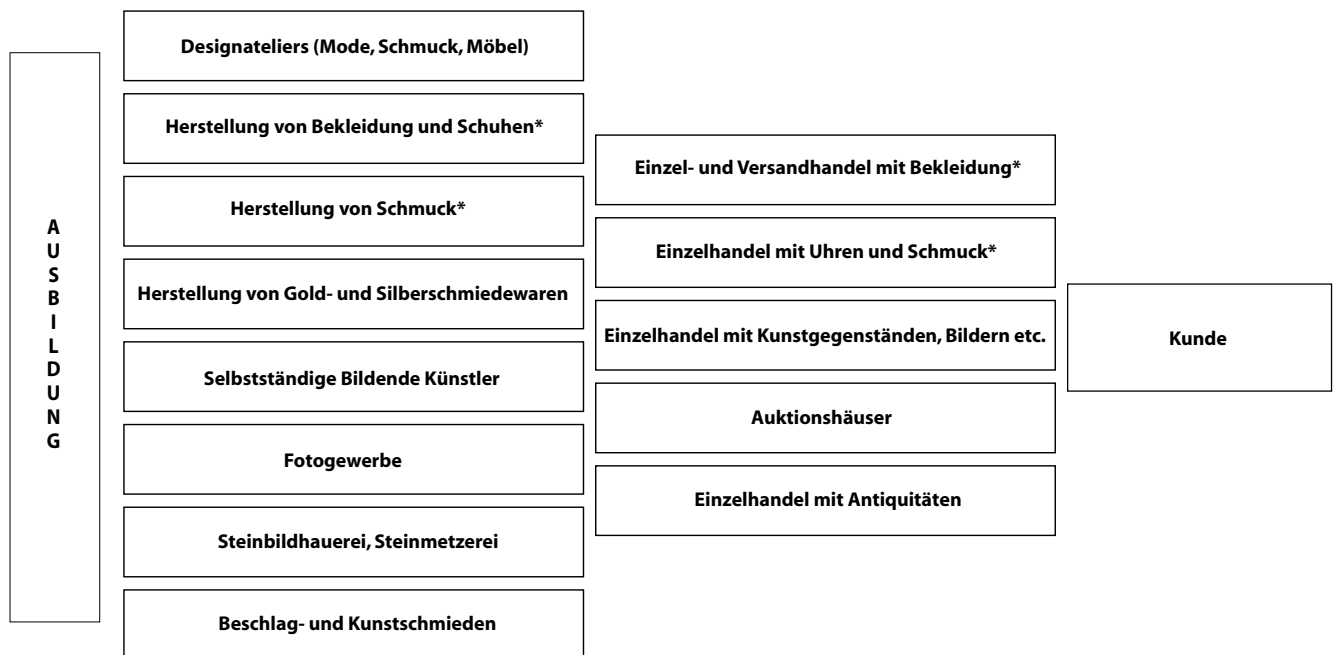 AUSBILDUNG
Designateliers (Mode, Schmuck, Möbel)
Herstellung von Bekleidung und Schuhen*
Herstellung von Schmuck*
Herstellung von Gold- und Silberschmiedewaren
Selbstständige Bildende Künstler
Fotogewerbe
Steinbildhauerei, Steinmetzerei
Beschlag- und Kunstschmieden
Einzel- und Versandhandel mit Bekleidung*
Einzelhandel mit Uhren und Schmuck*
Einzelhandel mit Kunstgegenständen, Bildern etc.
Auktionshäuser
Einzelhandel mit Antiquitäten
Kunde